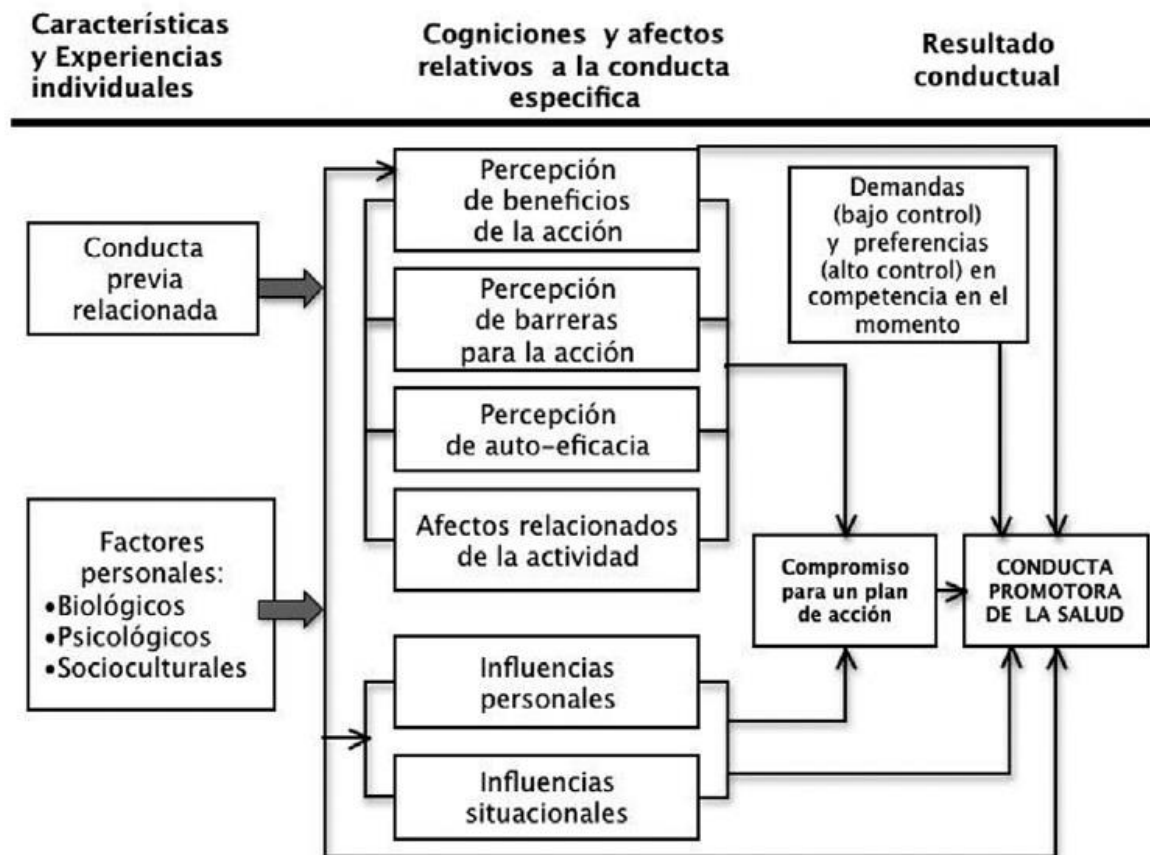 Características
y Experiencias
individuales
Cogniciones y afectos
relativos a la conducta
especifica
Resultado
conductual
Conducta
previa
relacionada
Factores
personales:
•Biológicos
•Psicológicos
•Socioculturales
Percepción
de beneficios
de la acción
Percepción
de barreras
para la acción
Percepción
de auto-eficacia
Afectos relacionados
de la actividad
Influencias
personales
Influencias
situacionales
Demandas
(bajo control)
y preferencias
(alto control) en
competencia en el
momento
Compromiso
para un plan
de acción
CONDUCTA
PROMOTORA
DE LA SALUD